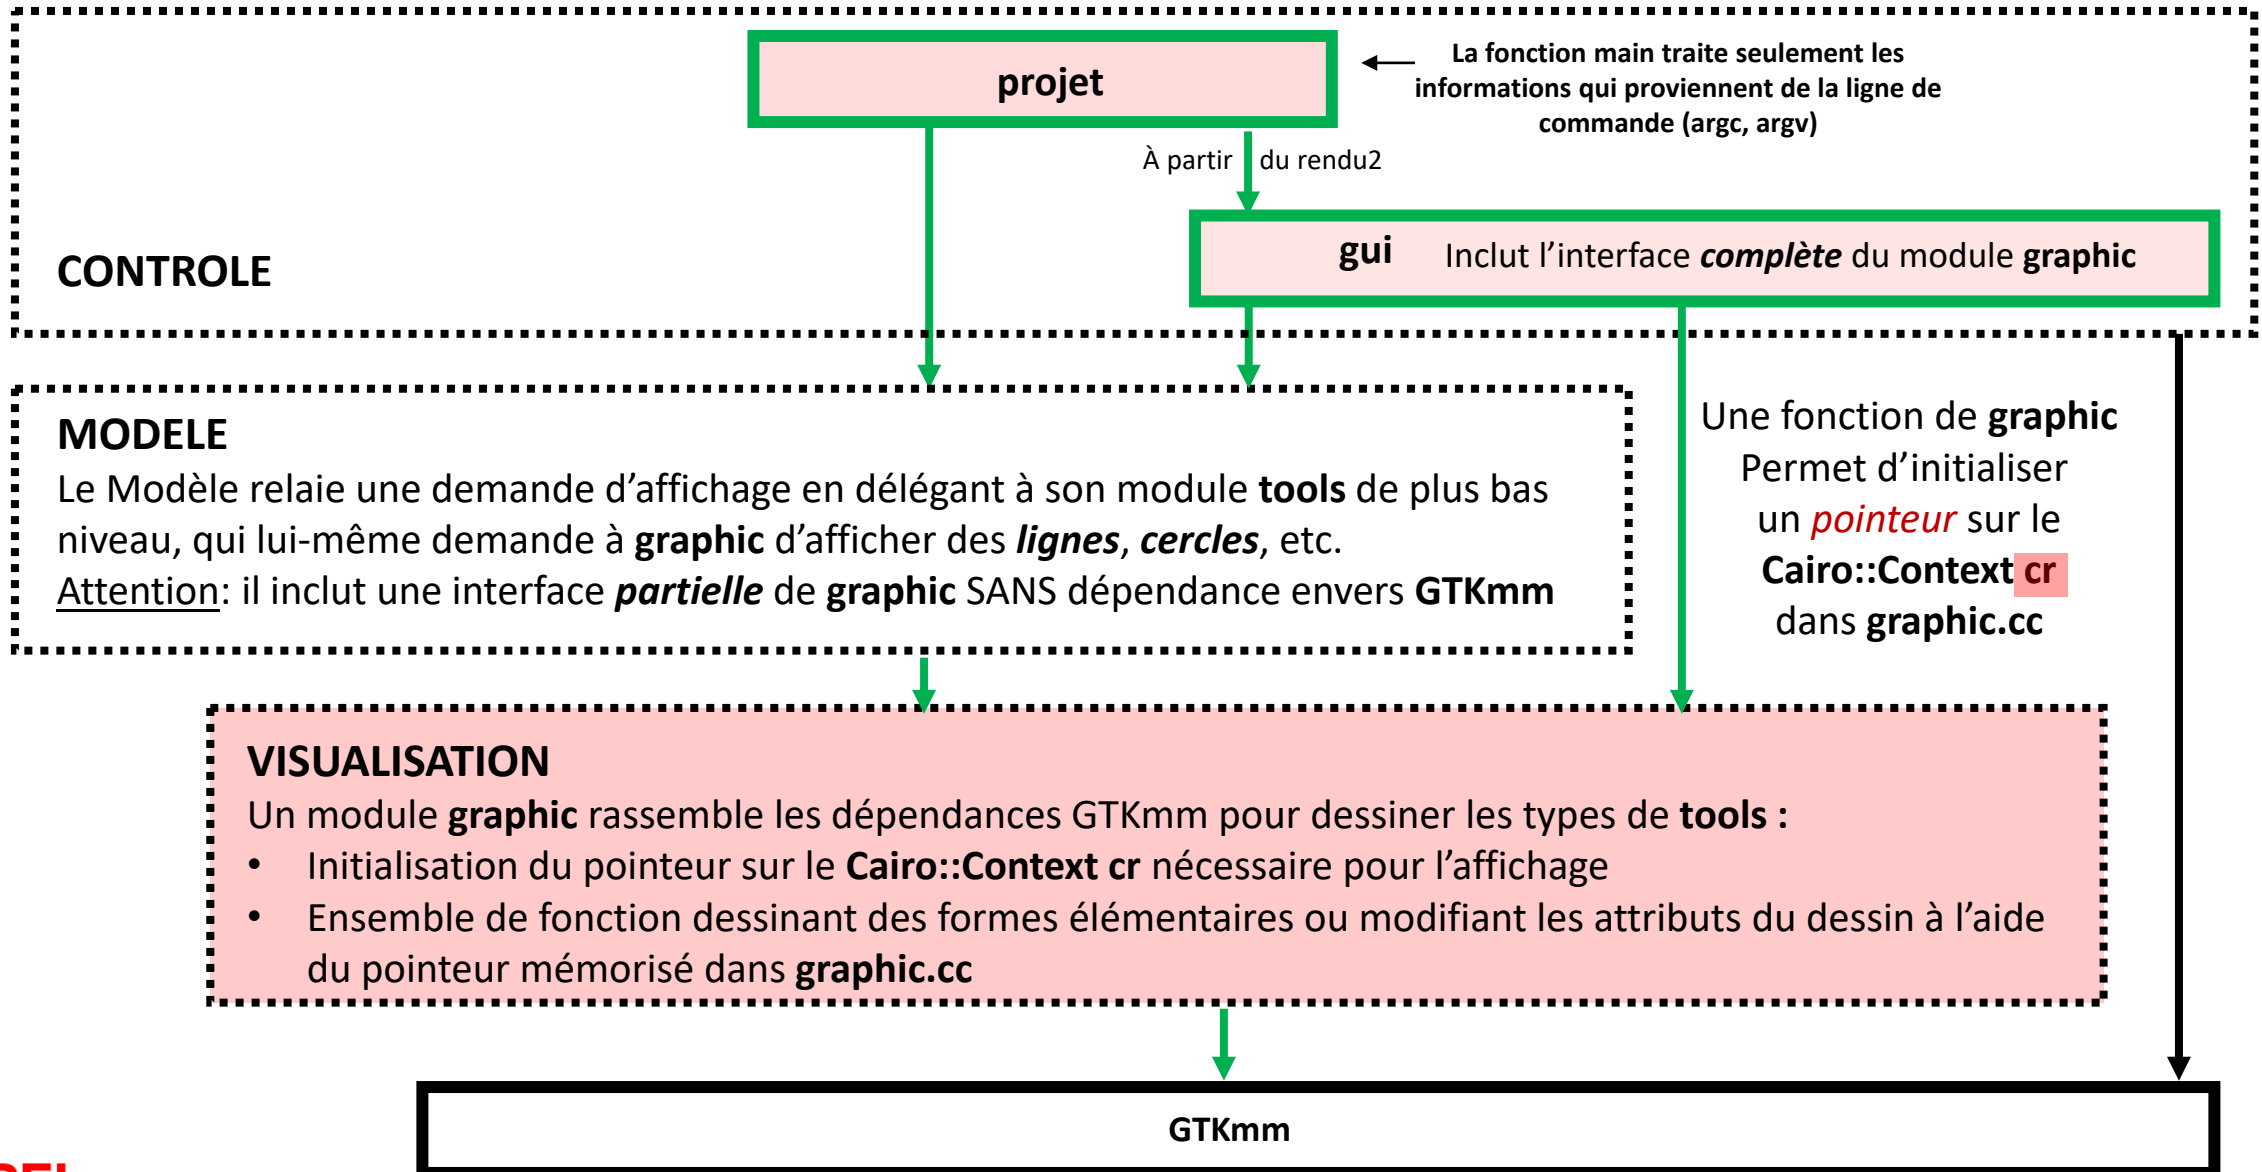 projet
La fonction main traite seulement les
informations qui proviennent de la ligne de
commande (argc, argv)
À partir du rendu2
gui Inclut l’interface complète du module graphic
CONTROLE
MODELE
Le Modèle relaie une demande d’affichage en délégant à son module tools de plus bas
niveau, qui lui-même demande à graphic d’afficher des lignes, cercles, etc.
Attention: il inclut une interface partielle de graphic SANS dépendance envers GTKmm
Une fonction de graphic
Permet d’initialiser
un pointeur sur le
Cairo::Context cr
dans graphic.cc
VISUALISATION
Un module graphic rassemble les dépendances GTKmm pour dessiner les types de tools :
• Initialisation du pointeur sur le Cairo::Context cr nécessaire pour l’affichage
• Ensemble de fonction dessinant des formes élémentaires ou modifiant les attributs du dessin à l’aide
du pointeur mémorisé dans graphic.cc
GTKmm